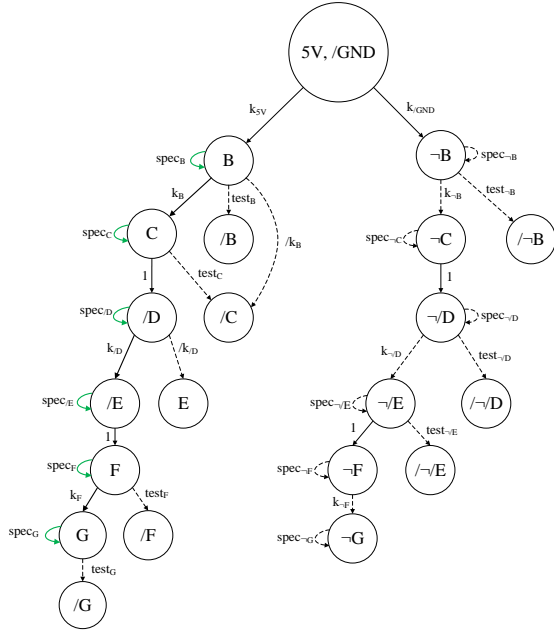 5V, /GND
k5V
k/GND
specB
B
¬B
spec¬B
kB
testB
k¬B
test¬B
/kB
specC
C
/B
spec¬C
¬C
/¬B
testC
1
1
spec/D
/D
/C
¬/D
spec¬/D
k/D
/k/D
k¬/D
test¬/D
spec/E
/E
E
spec¬/E
¬/E
/¬/D
1
1
test¬/E
specF
F
spec¬F
¬F
/¬/E
kF
testF
k¬F
specG
G
/F
spec¬G
¬G
testG
/G